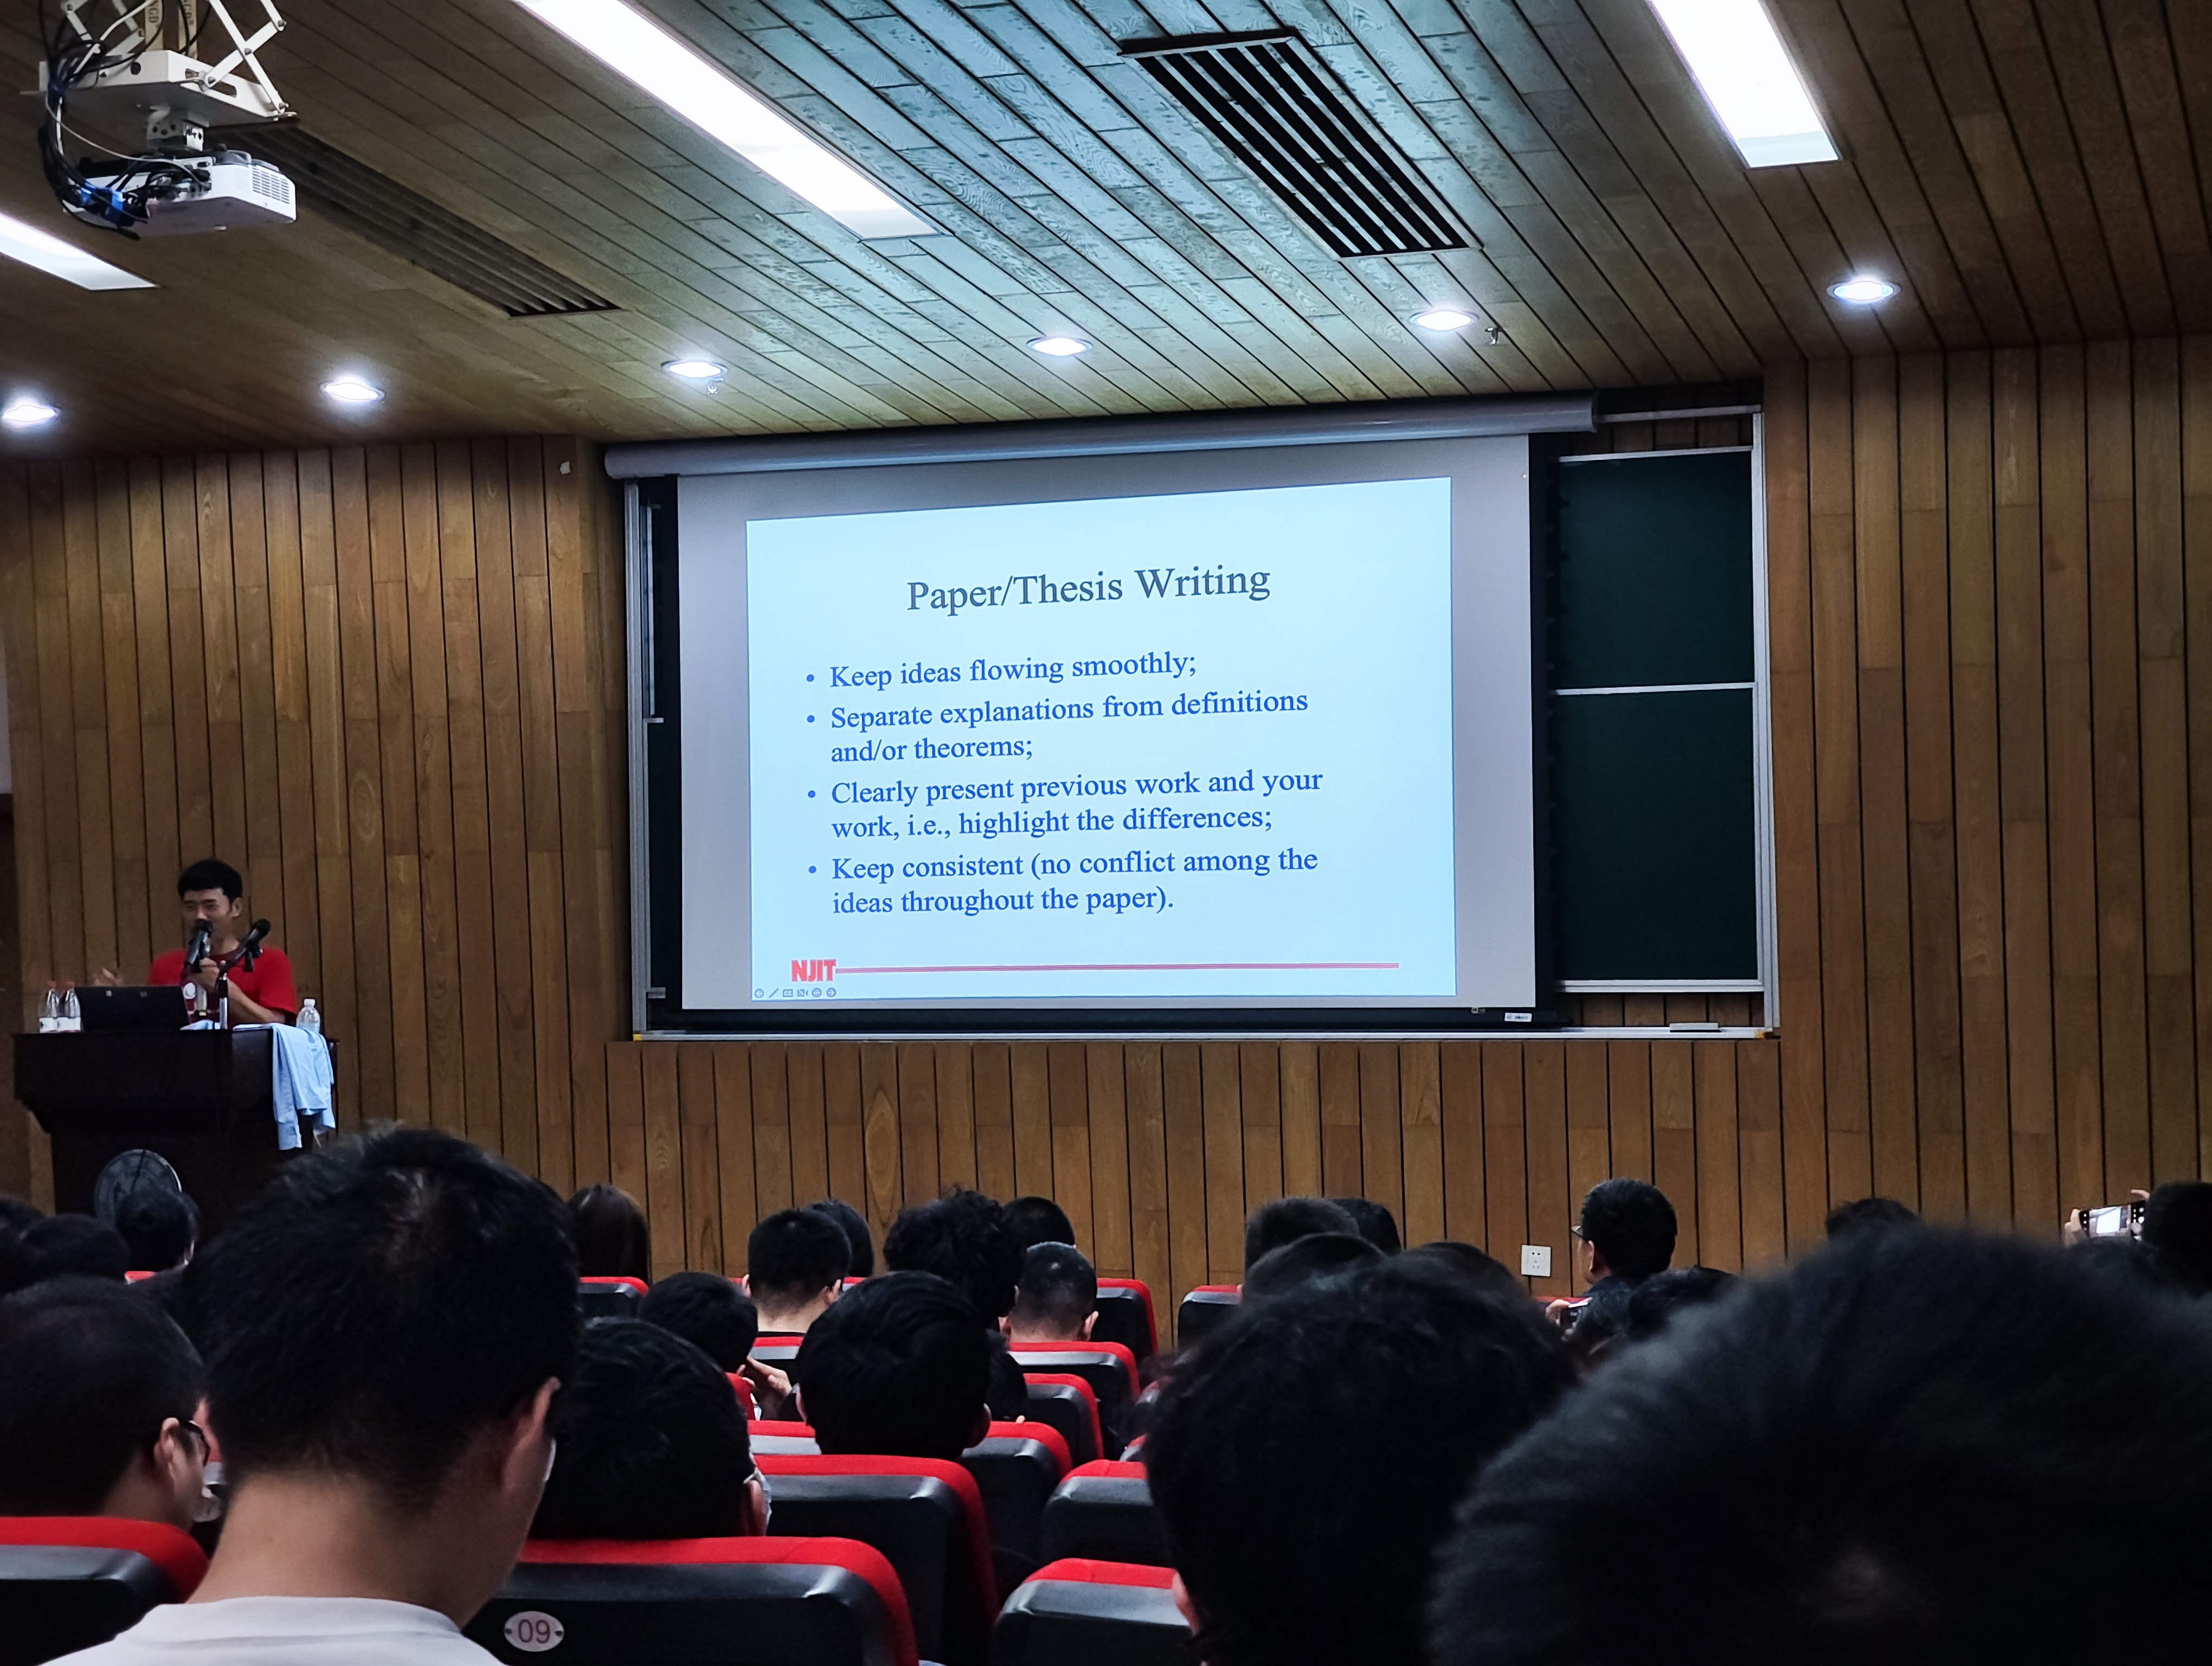 Paper/Thesis Writing
• Keep ideas flowing smoothly;
• Separate explanations from definitions
and/or theorems;
• Clearly present previous work and your
work, i.e., highlight the differences;
• Keep consistent (no conflict among the
ideas throughout the paper).
NJIT
09